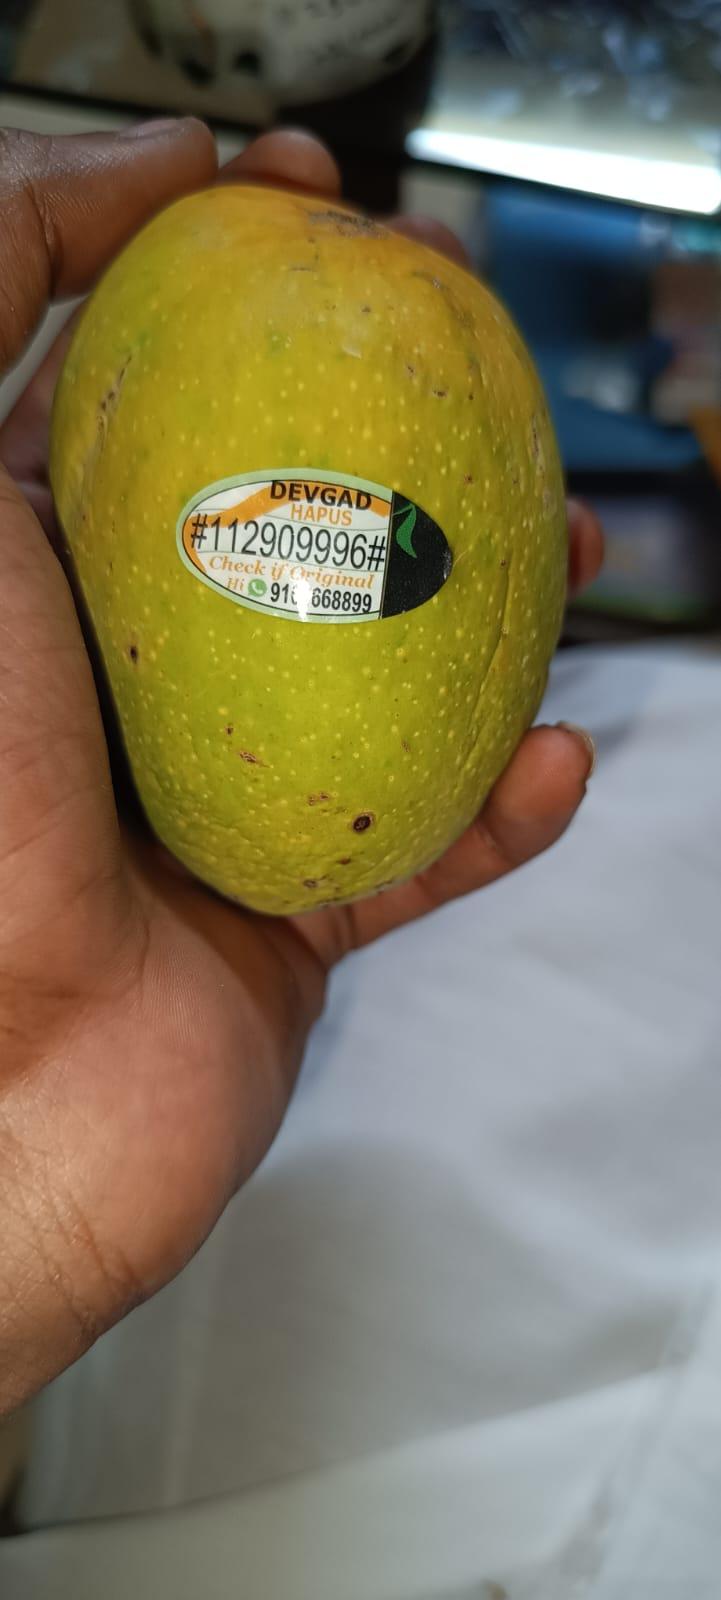 DEVGAD
HAPUS
#112909996#
Check if Original
Hi